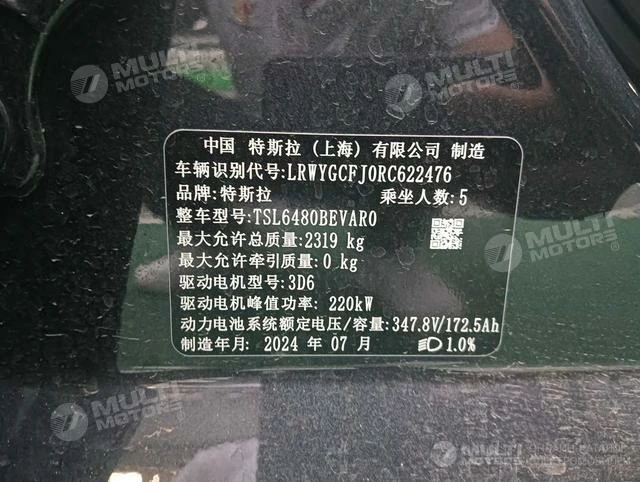 MULTI
MOTORS
MULTI
MOTORS
中国 特斯拉 (上海) 有限公司 制造
车辆识别代号:LRWYGCFJ0RC622476
品牌:特斯拉 乘坐人数:5
整车型号:TSL6480BEVAR0
最大允许总质量:2319 kg
最大允许牵引质量:0 kg
驱动电机型号:3D6
驱动电机峰值功率: 220kW
动力电池系统额定电压/容量:347.8V/172.5Ah
制造年月: 2024 年 07 月 1.0%
MULTI
MOTORS
MULTI
MOTORS